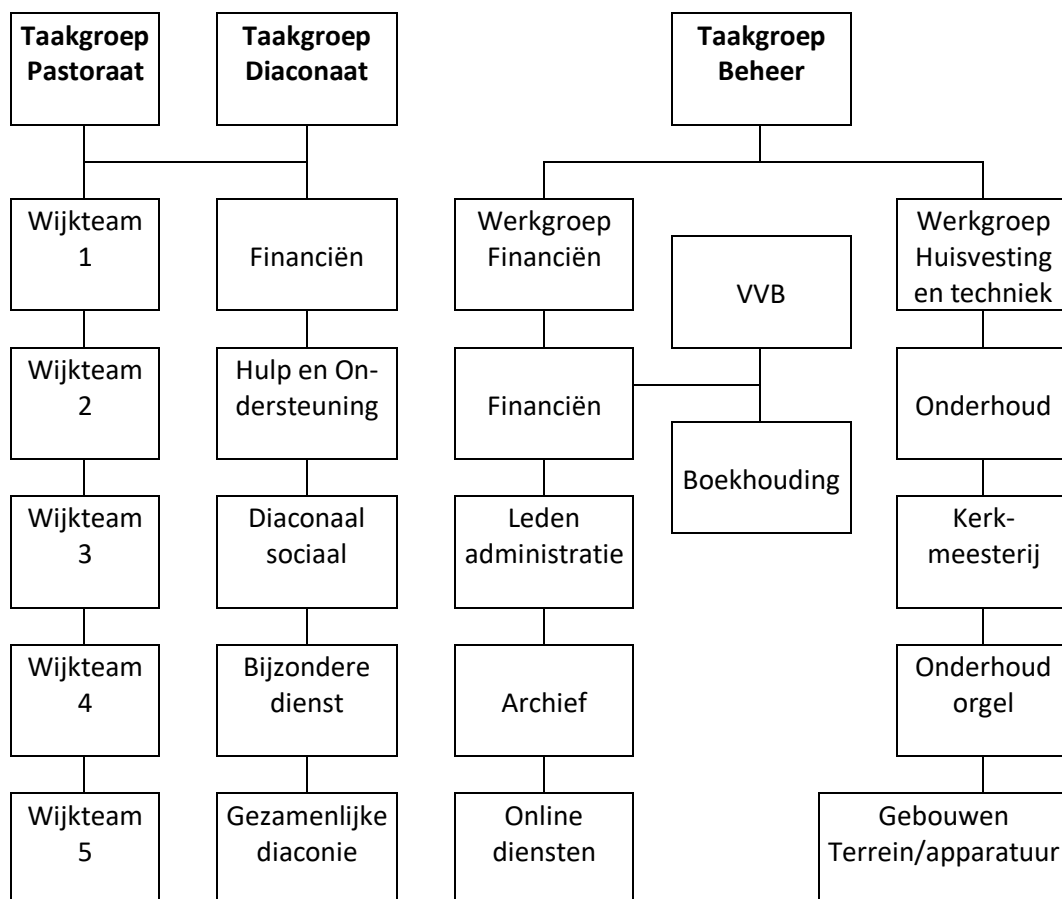 Taakgroep
Pastoraat
Taakgroep
Diaconaat
Taakgroep
Beheer
Wijkteam
1
Financiën
Werkgroep
Financiën
VVB
Werkgroep
Huisvesting
en techniek
Wijkteam
2
Hulp en On-
dersteuning
Financiën
Boekhouding
Onderhoud
Wijkteam
3
Diaconaal
sociaal
Leden
administratie
Kerk-
meesterij
Wijkteam
4
Bijzondere
dienst
Archief
Onderhoud
orgel
Wijkteam
5
Gezamenlijke
diaconie
Online
diensten
Gebouwen
Terrein/apparatuur